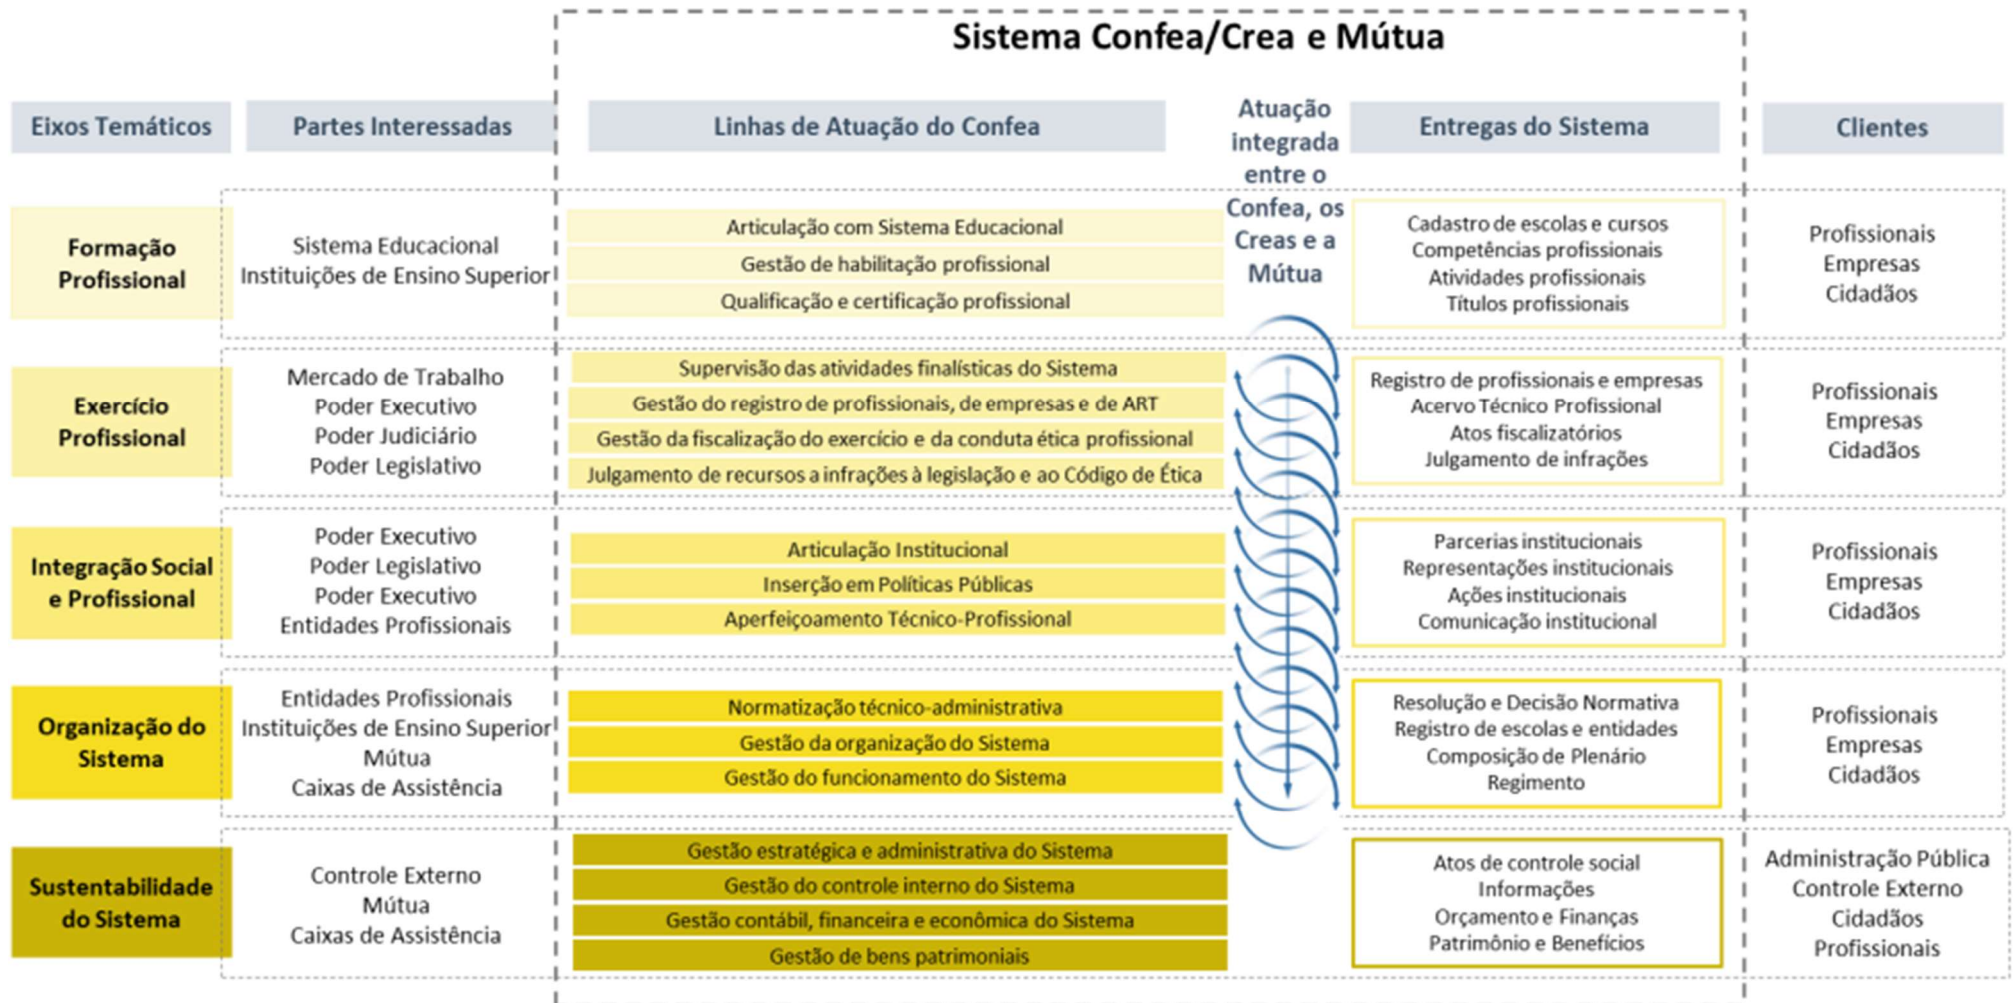 Sistema Confea/Crea e Mútua
Eixos Temáticos
Partes Interessadas
Linhas de Atuação do Confea
Atuação
integrada
entre o
Confea, os
Creas e a
Mútua
Entregas do Sistema
Clientes
Formação
Profissional
Sistema Educacional
Instituições de Ensino Superior
Articulação com Sistema Educacional
Gestão de habilitação profissional
Qualificação e certificação profissional
Cadastro de escolas e cursos
Competências profissionais
Atividades profissionais
Títulos profissionais
Profissionais
Empresas
Cidadãos
Exercício
Profissional
Mercado de Trabalho
Poder Executivo
Poder Judiciário
Poder Legislativo
Supervisão das atividades finalísticas do Sistema
Gestão do registro de profissionais, de empresas e de ART
Gestão da fiscalização do exercício e da conduta ética profissional
Julgamento de recursos a infrações à legislação e ao Código de Ética
Registro de profissionais e empresas
Acervo Técnico Profissional
Atos fiscalizatórios
Julgamento de infrações
Profissionais
Empresas
Cidadãos
Integração Social
e Profissional
Poder Executivo
Poder Legislativo
Poder Executivo
Entidades Profissionais
Articulação Institucional
Inserção em Políticas Públicas
Aperfeiçoamento Técnico-Profissional
Parcerias institucionais
Representações institucionais
Ações institucionais
Comunicação institucional
Profissionais
Empresas
Cidadãos
Organização do
Sistema
Entidades Profissionais
Instituições de Ensino Superior
Mútua
Caixas de Assistência
Normatização técnico-administrativa
Gestão da organização do Sistema
Gestão do funcionamento do Sistema
Resolução e Decisão Normativa
Registro de escolas e entidades
Composição de Plenário
Regimento
Profissionais
Empresas
Cidadãos
Sustentabilidade
do Sistema
Controle Externo
Mútua
Caixas de Assistência
Gestão estratégica e administrativa do Sistema
Gestão do controle interno do Sistema
Gestão contábil, financeira e econômica do Sistema
Gestão de bens patrimoniais
Atos de controle social
Informações
Orçamento e Finanças
Patrimônio e Benefícios
Administração Pública
Controle Externo
Cidadãos
Profissionais